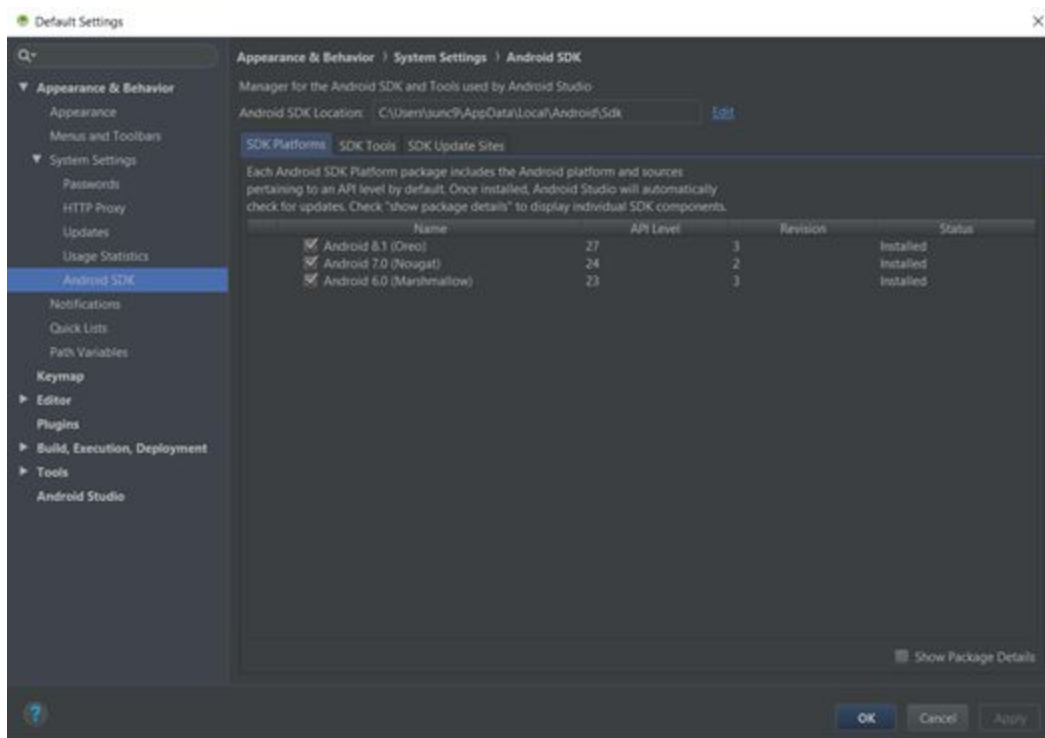 Default Settings
Appearance & Behavior
Appearance
Menus and Toolbars
System Settings
Passwords
HTTP Proxy
Updates
Usage Statistics
Android SDK
Notifications
Quick Lists
Path Variables
Keymap
Editor
Plugins
Build, Execution, Deployment
Tools
Android Studio
Appearance & Behavior › System Settings › Android SDK
Manager for the Android SDK and Tools used by Android Studio
Android SDK Location: C:\Users\sunc9\AppData\Local\Android\Sdk Edit
SDK Platforms SDK Tools SDK Update Sites
Each Android SDK Platform package includes the Android platform and sources
pertaining to an API level by default. Once installed, Android Studio will automatically
check for updates. Check "show package details" to display individual SDK components.
Name API Level Revision Status
Android 8.1 (Oreo) 27 3 Installed
Android 7.0 (Nougat) 24 2 Installed
Android 6.0 (Marshmallow) 23 3 Installed
Show Package Details
? OK Cancel Apply